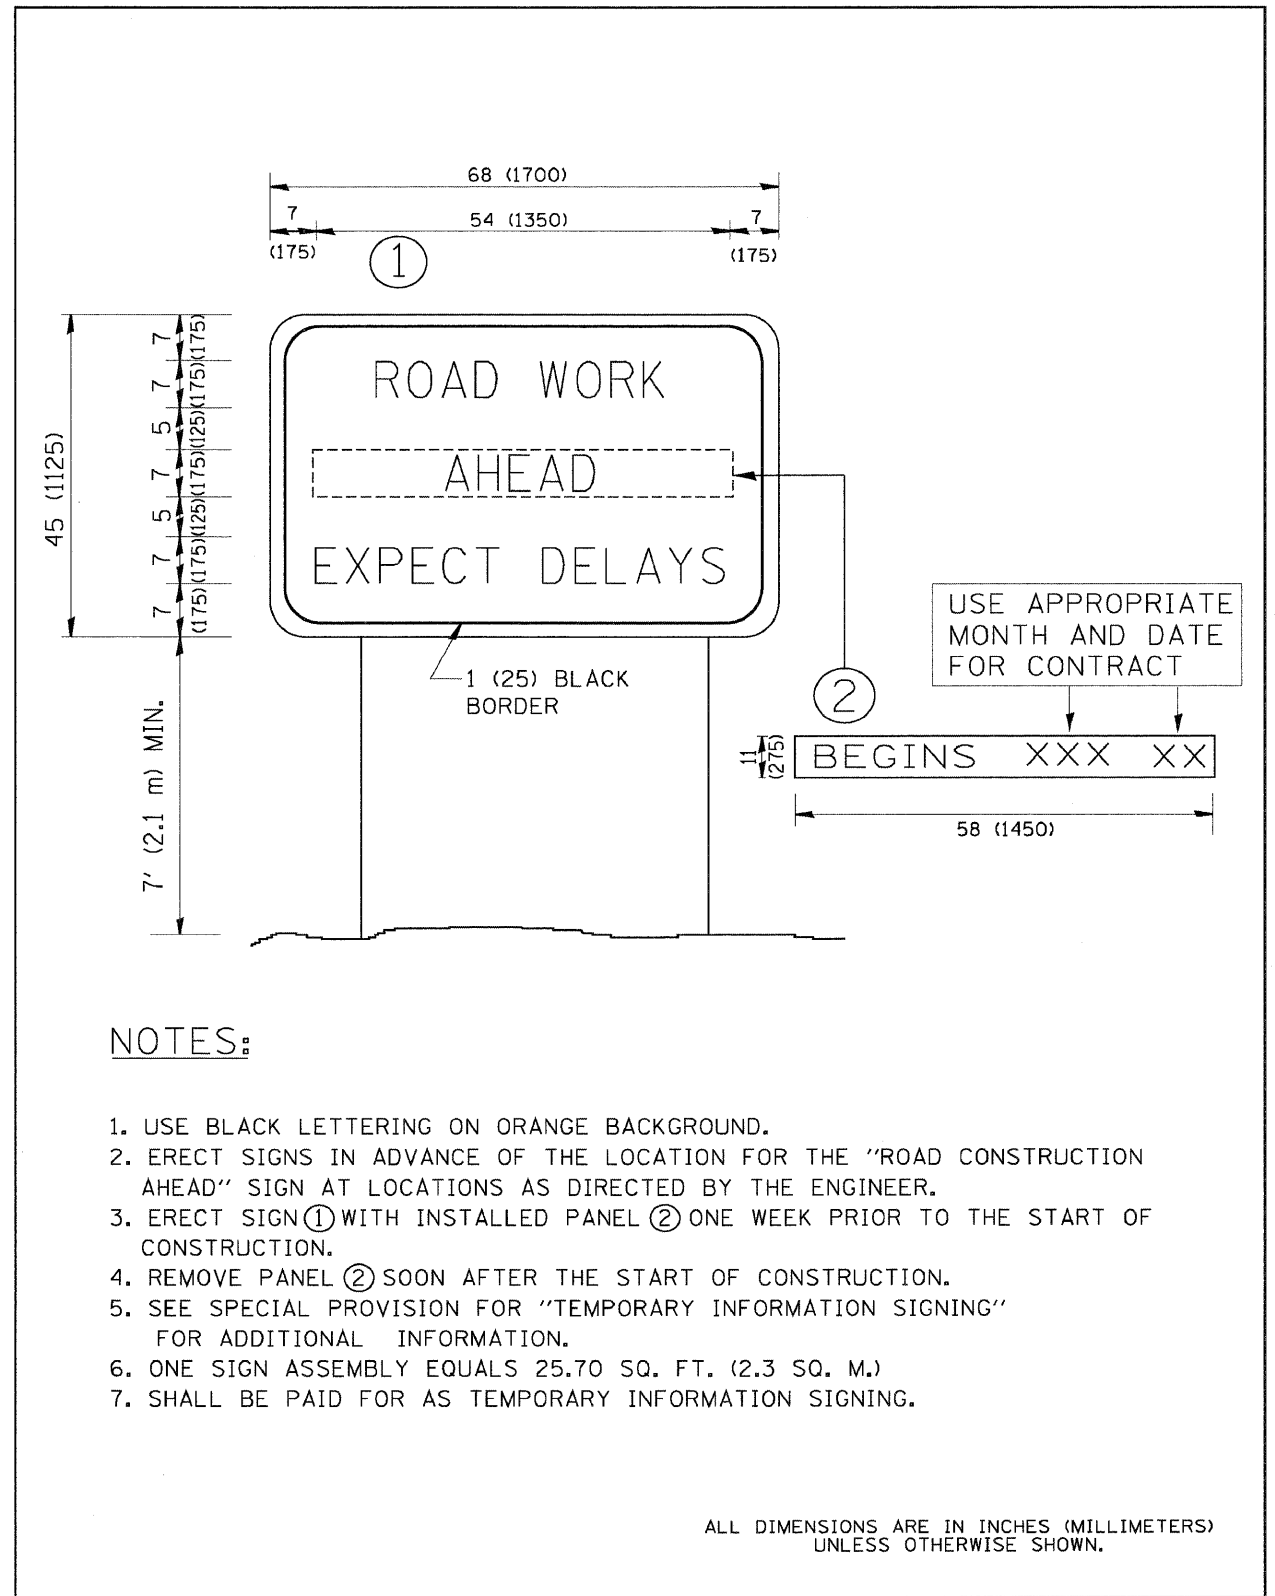 68 (1700)
7 54 (1350) 7
(175) (175)
1
7 (175)
7 (175)
5 (125)
7 (175)
5 (125)
7 (175)
7 (175)
45 (1125)
ROAD WORK
AHEAD
EXPECT DELAYS
1 (25) BLACK
BORDER
7' (2.1 m) MIN.
USE APPROPRIATE
MONTH AND DATE
FOR CONTRACT
2
11
(275)
BEGINS XXX XX
58 (1450)
NOTES:
1. USE BLACK LETTERING ON ORANGE BACKGROUND.
2. ERECT SIGNS IN ADVANCE OF THE LOCATION FOR THE "ROAD CONSTRUCTION
AHEAD" SIGN AT LOCATIONS AS DIRECTED BY THE ENGINEER.
3. ERECT SIGN ① WITH INSTALLED PANEL ② ONE WEEK PRIOR TO THE START OF
CONSTRUCTION.
4. REMOVE PANEL ② SOON AFTER THE START OF CONSTRUCTION.
5. SEE SPECIAL PROVISION FOR "TEMPORARY INFORMATION SIGNING"
FOR ADDITIONAL INFORMATION.
6. ONE SIGN ASSEMBLY EQUALS 25.70 SQ. FT. (2.3 SQ. M.)
7. SHALL BE PAID FOR AS TEMPORARY INFORMATION SIGNING.
ALL DIMENSIONS ARE IN INCHES (MILLIMETERS)
UNLESS OTHERWISE SHOWN.